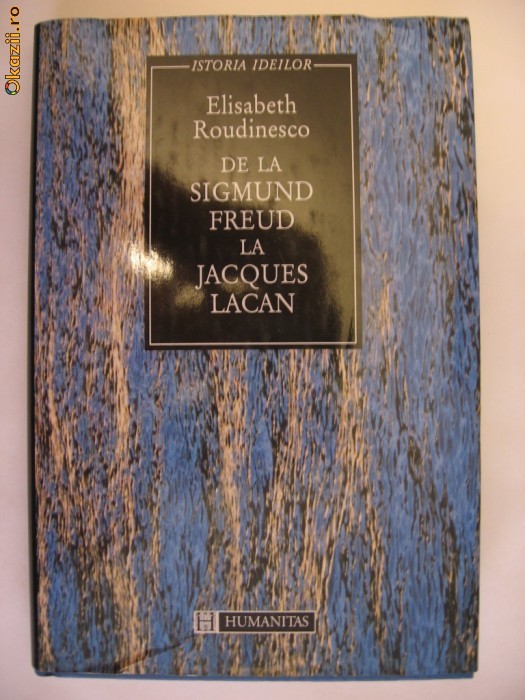 Okazii.ro
ISTORIA IDEILOR
Elisabeth
Roudinesco
DE LA
SIGMUND
FREUD
LA
JACQUES
LACAN
HUMANITAS